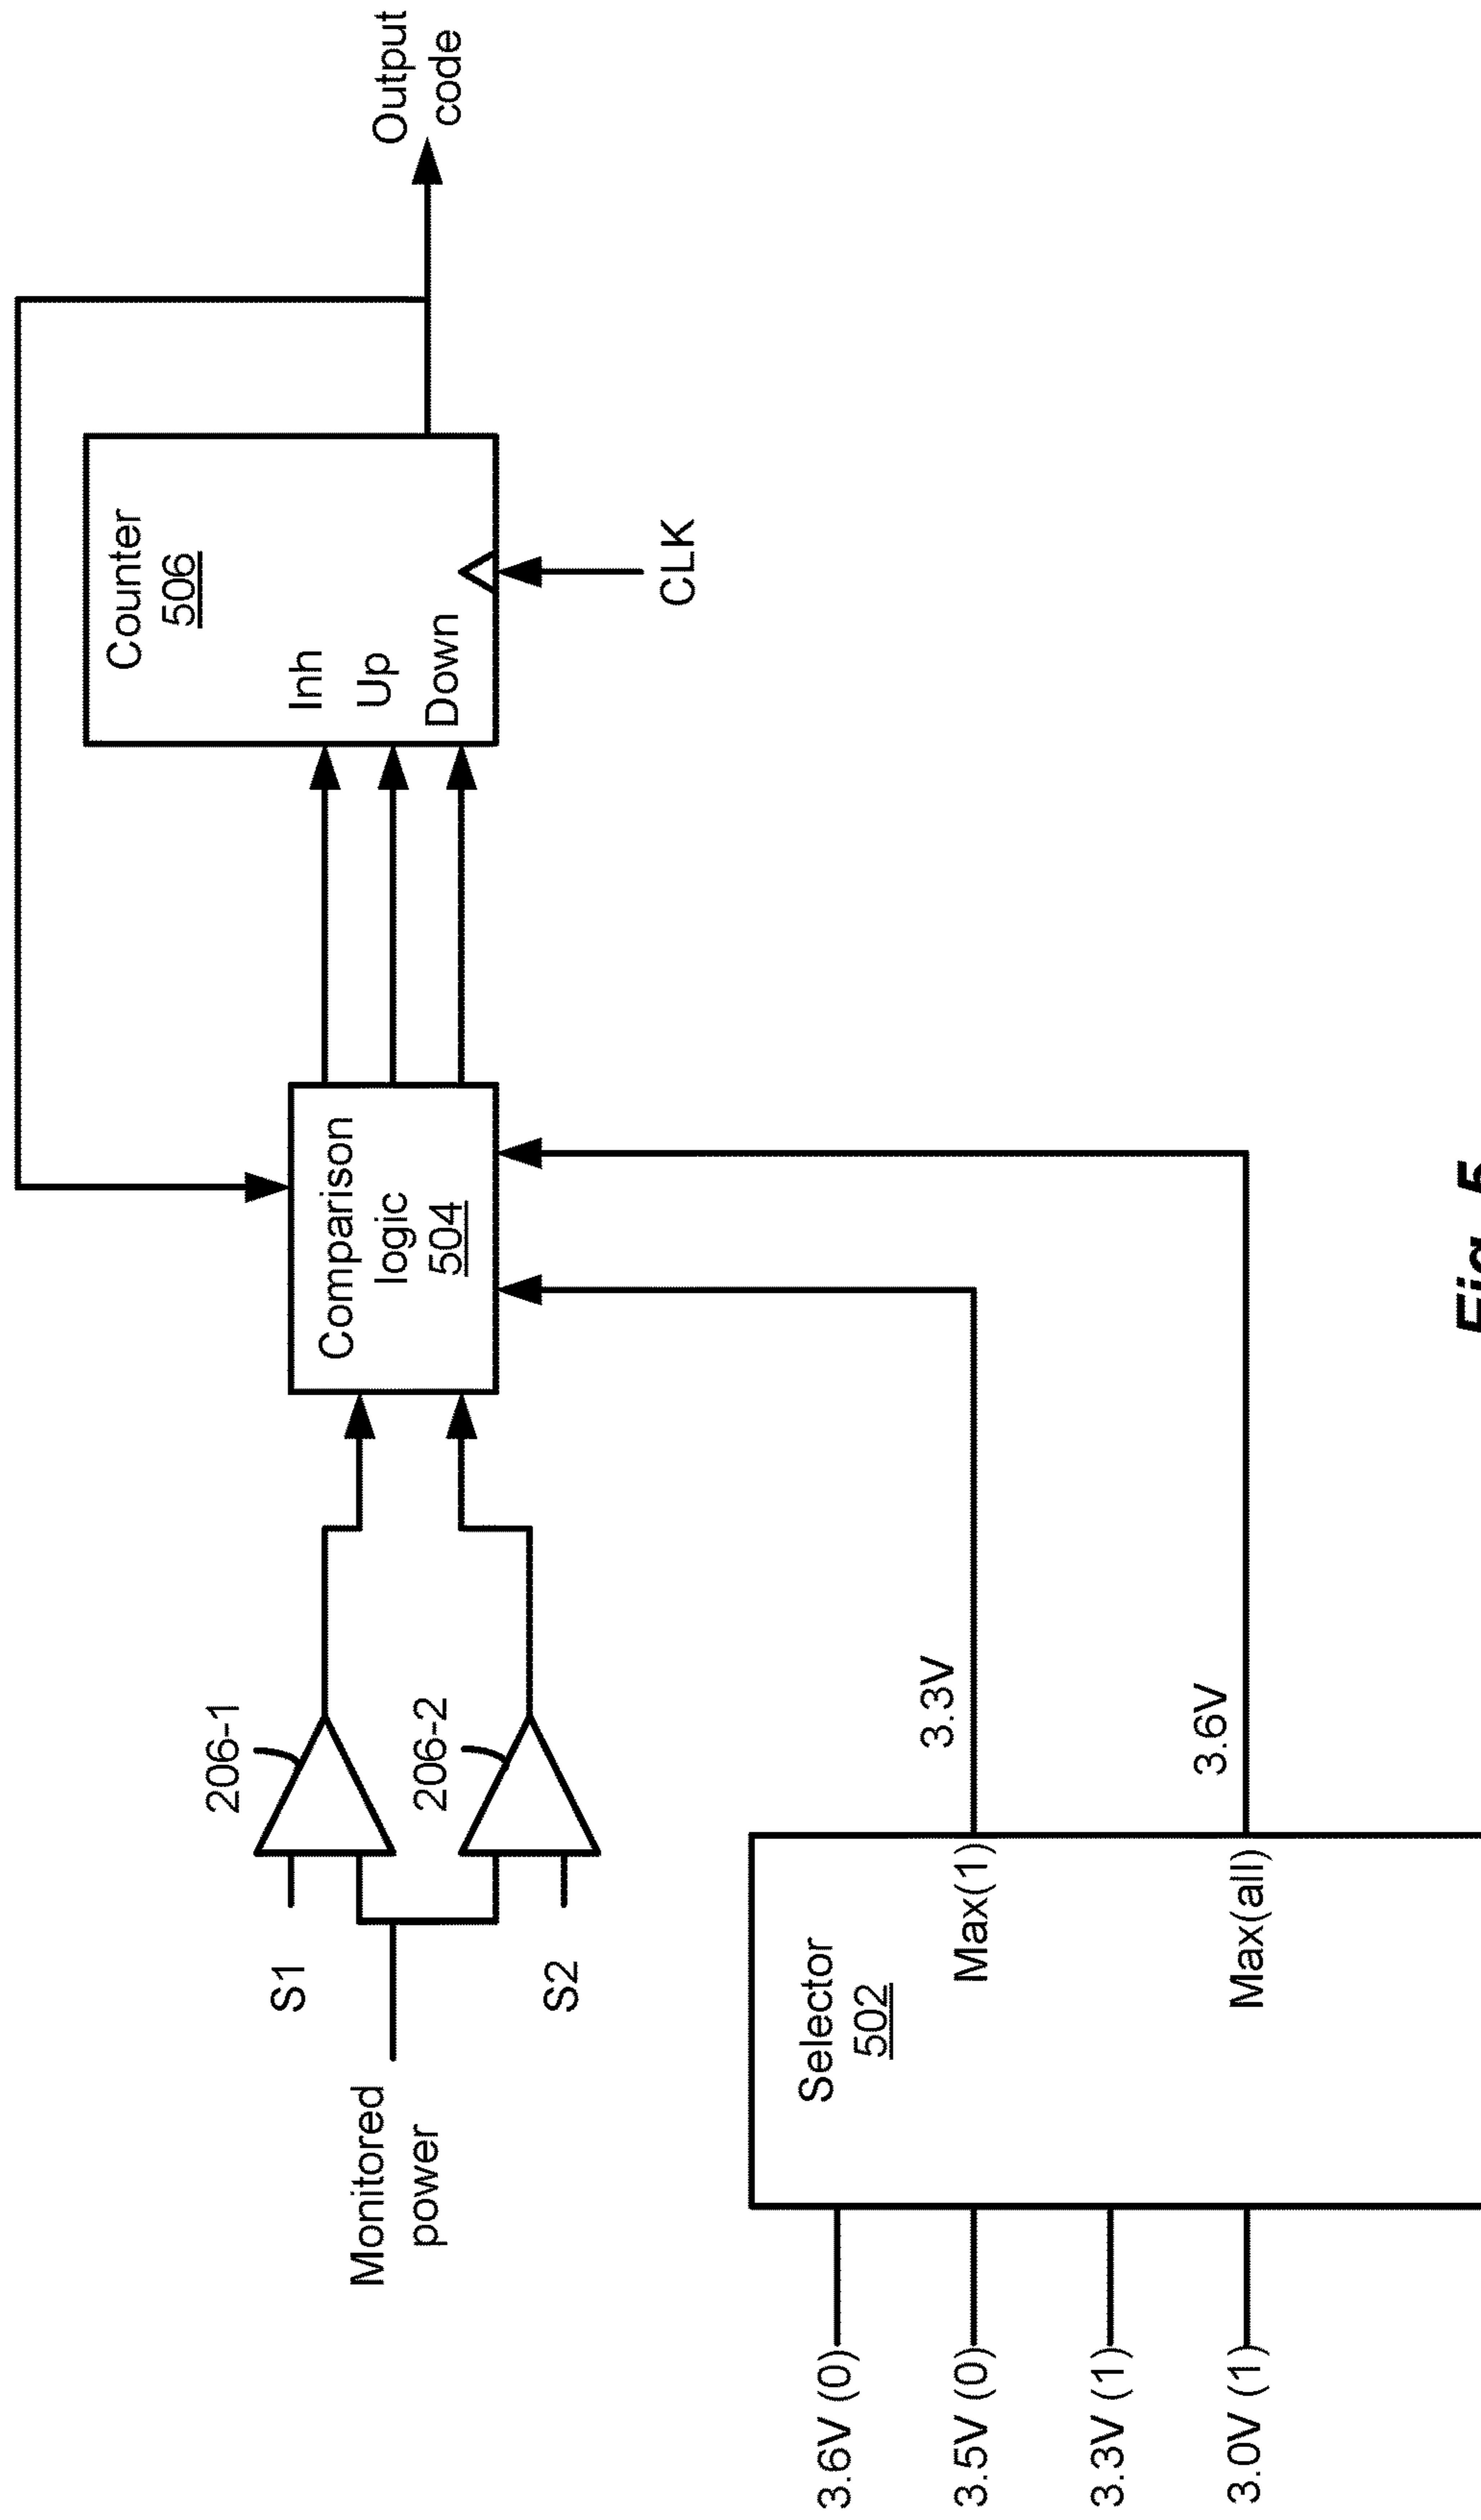 Output
code
Counter
506
Inh
Up
Down
CLK
Comparison
logic
504
206-1
206-2
S1
S2
Monitored
power
3.3V
3.6V
Selector
502
Max(1)
Max(all)
3.6V (0)
3.5V (0)
3.3V (1)
3.0V (1)
Fig. 5